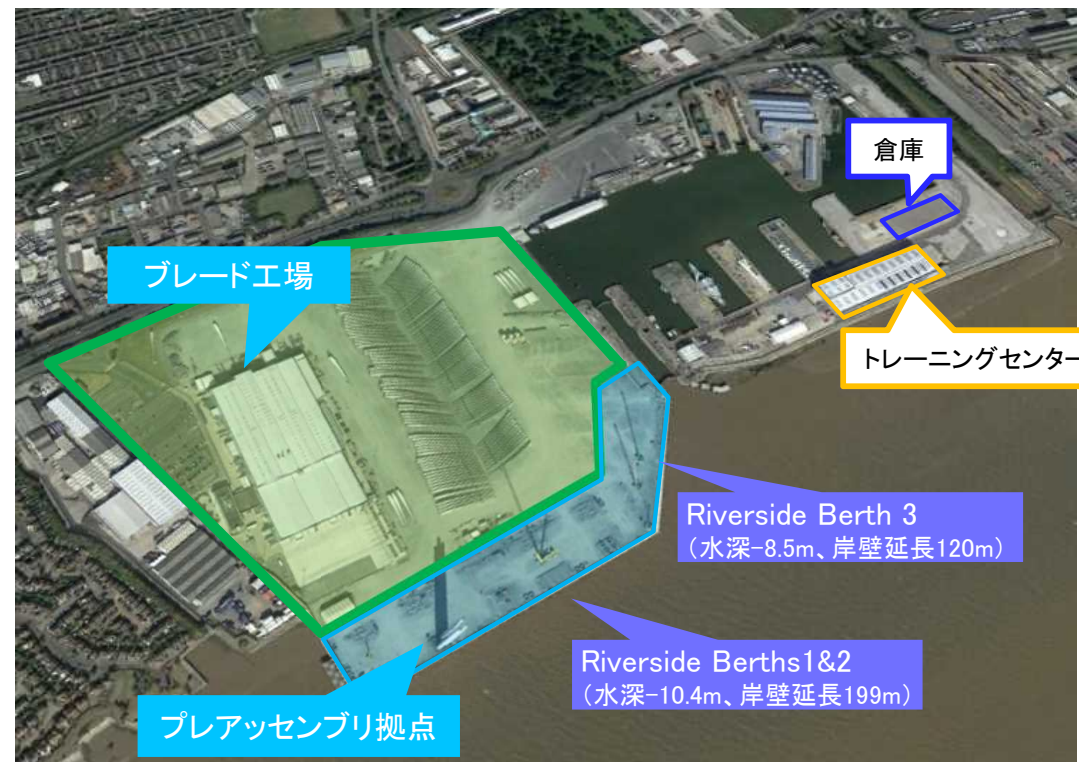 倉庫
ブレード工場
トレーニングセンター
Riverside Berth 3
（水深-8.5m、岸壁延長120m）
Riverside Berths1&2
（水深-10.4m、岸壁延長199m）
プレアッセンブリ拠点